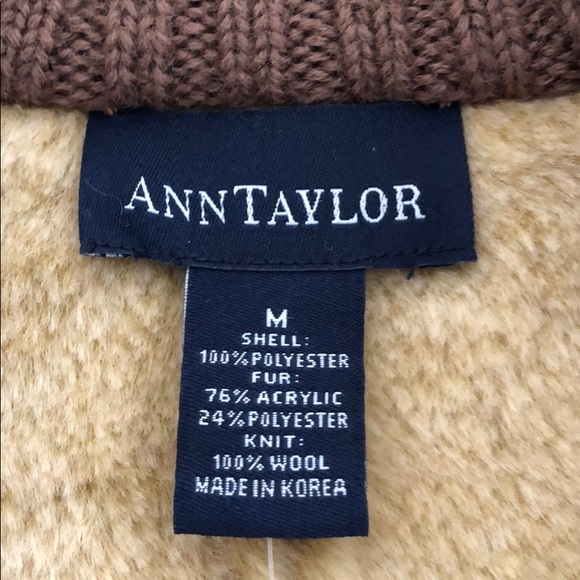 ANNTAYLOR
M
SHELL:
100% POLYESTER
FUR:
76% ACRYLIC
24% POLYESTER
KNIT:
100% WOOL
MADE IN KOREA